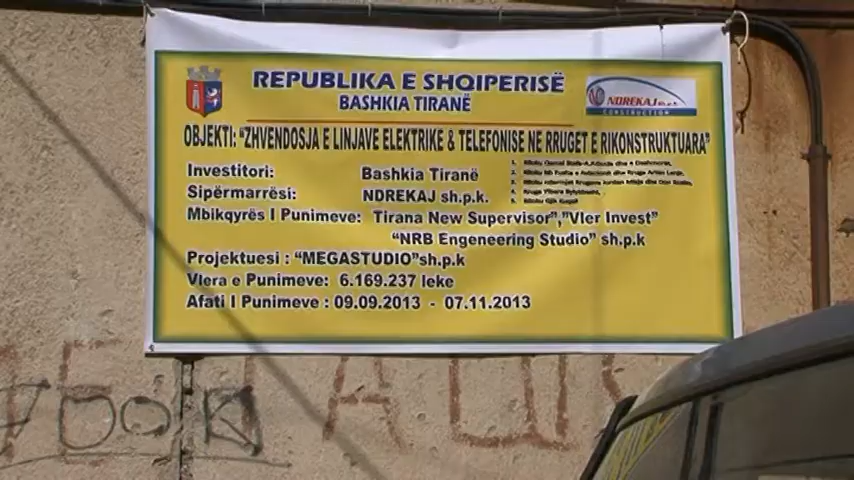 REPUBLIKA E SHQIPERISË
BASHKIA TIRANË
NDREKAJ sh.p.k.
CONSTRUCTION
OBJEKTI: "ZHVENDOSJA E LINJAVE ELEKTRIKE & TELEFONISE NE RRUGET E RIKONSTRUKTUARA"
Investitori: Bashkia Tiranë
Sipërmarrësi: NDREKAJ sh.p.k.
Mbikqyrës I Punimeve: Tirana New Supervisor","Vler Invest"
"NRB Engeneering Studio" sh,p.k
Projektuesi : "MEGASTUDIO"sh,p.k
Vlera e Punimeve: 6.169.237 leke
Afati I Punimeve : 09.09.2013 - 07.11.2013